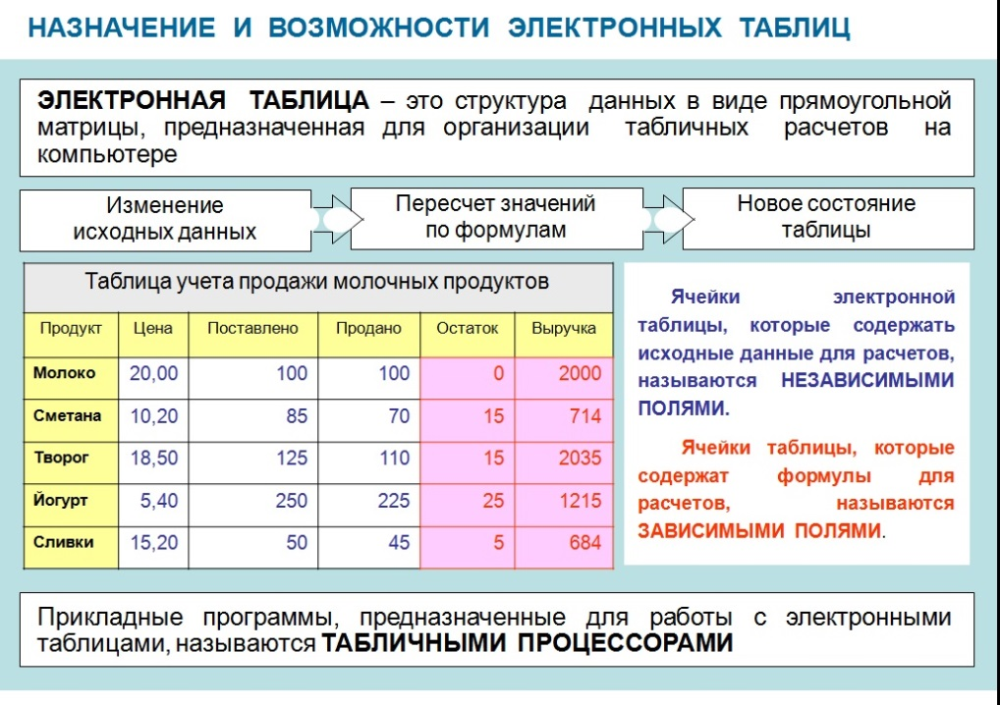 НАЗНАЧЕНИЕ И ВОЗМОЖНОСТИ ЭЛЕКТРОННЫХ ТАБЛИЦ
ЭЛЕКТРОННАЯ ТАБЛИЦА – это структура данных в виде прямоугольной
матрицы, предназначенная для организации табличных расчетов на
компьютере
Изменение
исходных данных
Пересчет значений
по формулам
Новое состояние
таблицы
Таблица учета продажи молочных продуктов
Продукт Цена Поставлено Продано Остаток Выручка
Молоко 20,00 100 100 0 2000
Сметана 10,20 85 70 15 714
Творог 18,50 125 110 15 2035
Йогурт 5,40 250 225 25 1215
Сливки 15,20 50 45 5 684
Ячейки электронной
таблицы, которые содержать
исходные данные для расчетов,
называются НЕЗАВИСИМЫМИ
ПОЛЯМИ.
Ячейки таблицы, которые
содержат формулы для
расчетов, называются
ЗАВИСИМЫМИ ПОЛЯМИ.
Прикладные программы, предназначенные для работы с электронными
таблицами, называются ТАБЛИЧНЫМИ ПРОЦЕССОРАМИ